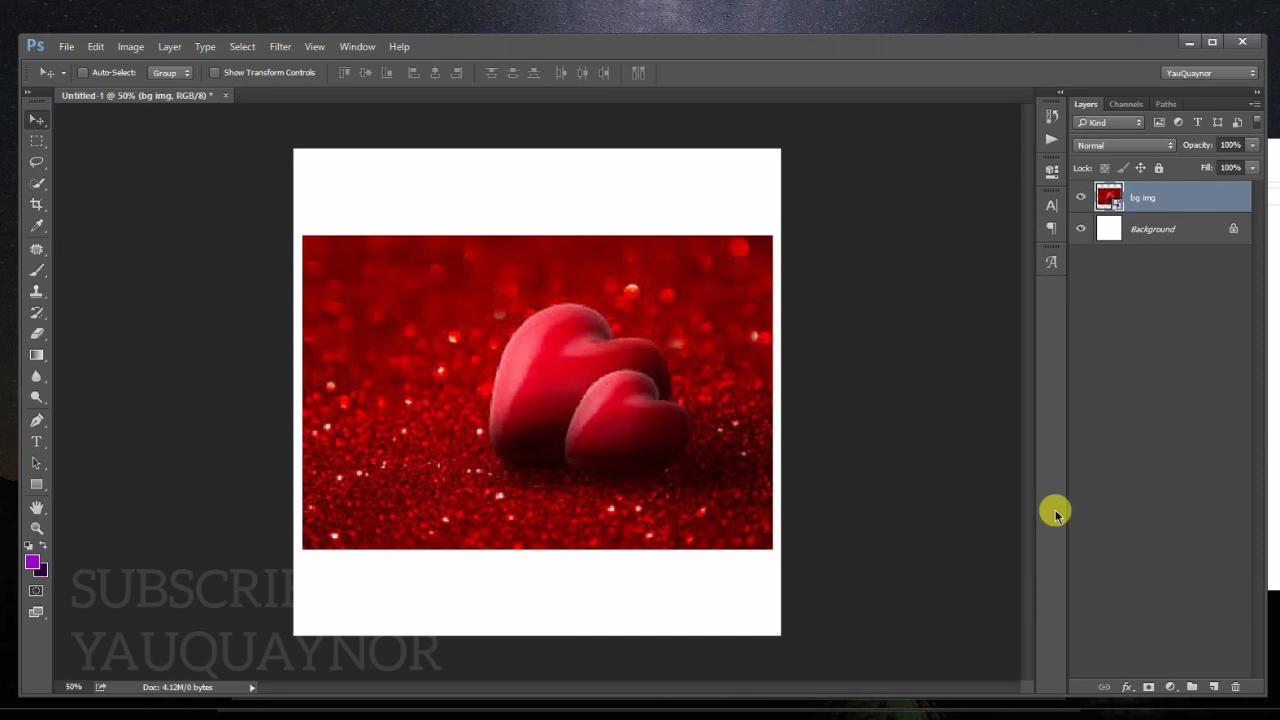 Ps File Edit Image Layer Type Select Filter View Window Help
Auto-Select: Group Show Transform Controls YauQuaynor
Untitled-1 @ 50% (bg img, RGB/8) * ×
Layers Channels Paths
Kind
Normal Opacity: 100%
Lock: Fill: 100%
bg img
Background
SUBSCRIBE
YAUQUAYNOR
50% Doc: 4.12M/0 bytes